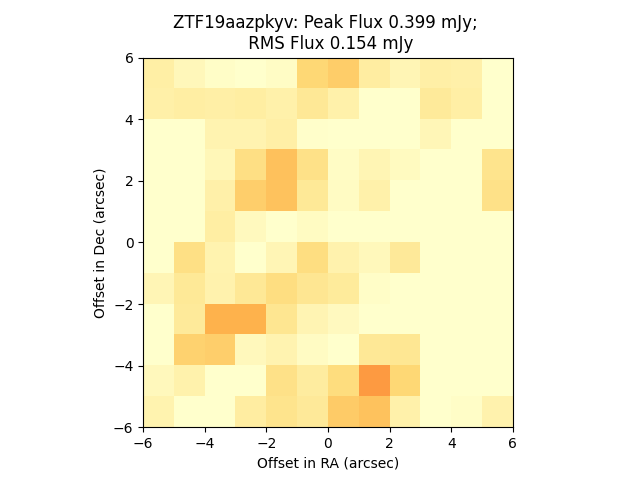 ZTF19aazpkyv: Peak Flux 0.399 mJy;
RMS Flux 0.154 mJy
6
4
2
0
−2
−4
−6
Offset in Dec (arcsec)
−6 −4 −2 0 2 4 6
Offset in RA (arcsec)